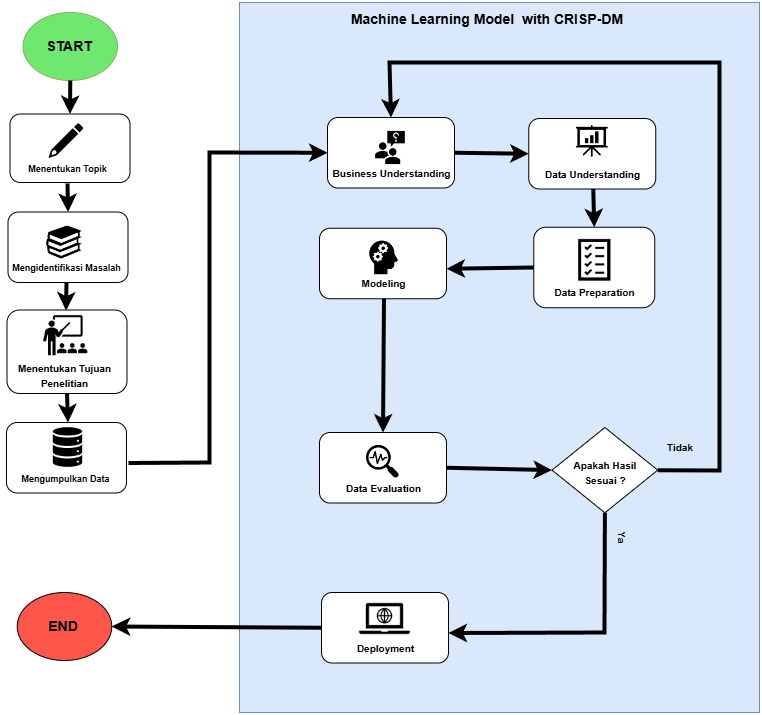 Machine Learning Model with CRISP-DM
START
Menentukan Topik
Mengidentifikasi Masalah
Menentukan Tujuan
Penelitian
Mengumpulkan Data
?
Business Understanding
Data Understanding
Data Preparation
Modeling
Data Evaluation
Apakah Hasil
Sesuai ?
Tidak
Ya
Deployment
END